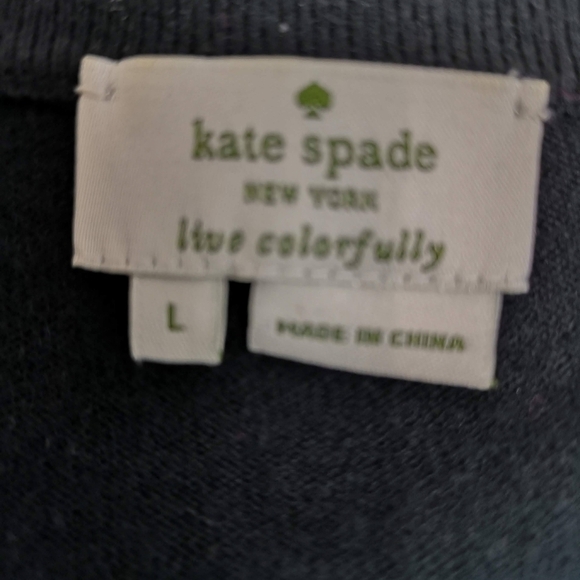 kate spade
NEW YORK
live colorfully
L
MADE IN CHINA